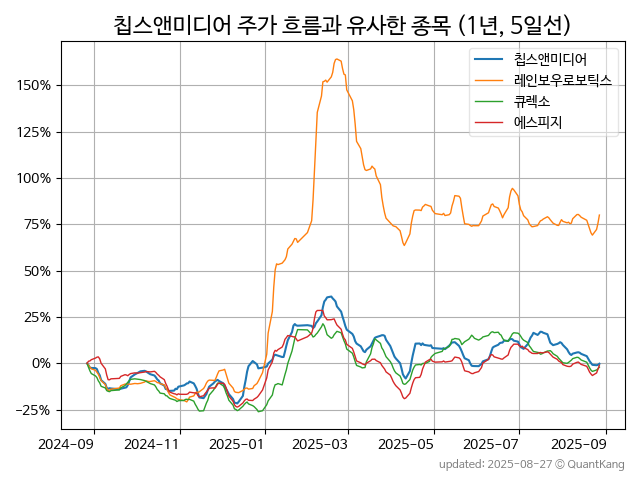 칩스앤미디어 주가 흐름과 유사한 종목 (1년, 5일선)
칩스앤미디어
레인보우로보틱스
큐렉소
에스피지
150%
125%
100%
75%
50%
25%
0%
−25%
2024-09 2024-11 2025-01 2025-03 2025-05 2025-07 2025-09
updated: 2025-08-27 © QuantKang